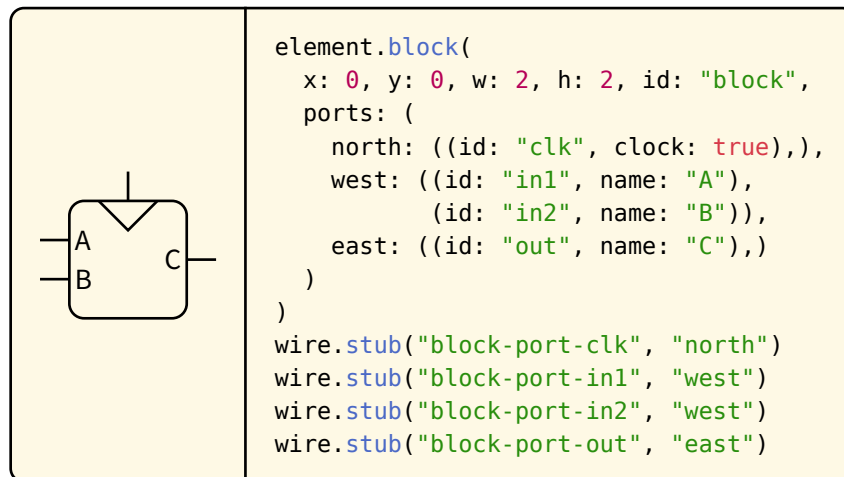 A
B
C
element.block(
  x: 0, y: 0, w: 2, h: 2, id: "block",
  ports: (
    north: ((id: "clk", clock: true),),
    west: ((id: "in1", name: "A"),
           (id: "in2", name: "B")),
    east: ((id: "out", name: "C"),)
  )
)
wire.stub("block-port-clk", "north")
wire.stub("block-port-in1", "west")
wire.stub("block-port-in2", "west")
wire.stub("block-port-out", "east")